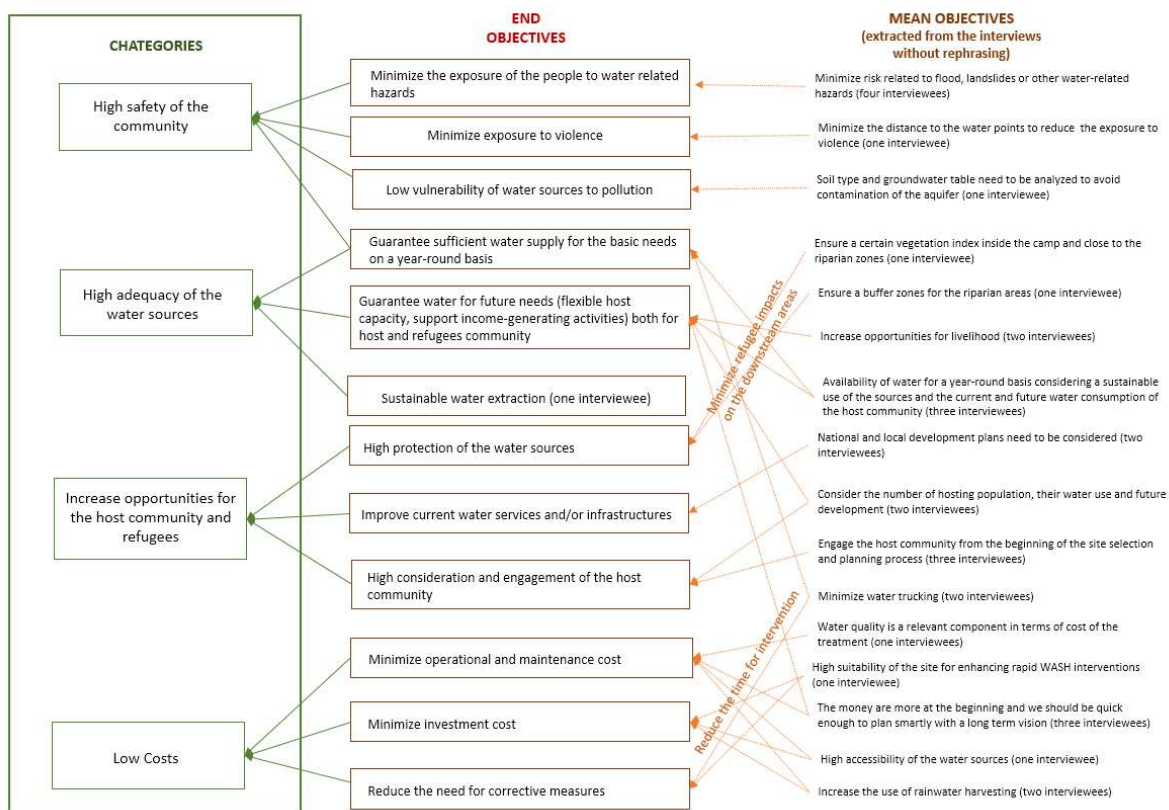 CHATEGORIES
High safety of the
community
High adequacy of the
water sources
Increase opportunities for
the host community and
refugees
Low Costs
END
OBJECTIVES
Minimize the exposure of the people to water related
hazards
Minimize exposure to violence
Low vulnerability of water sources to pollution
Guarantee sufficient water supply for the basic needs
on a year-round basis
Guarantee water for future needs (flexible host
capacity, support income-generating activities) both for
host and refugees community
Sustainable water extraction (one interviewee)
High protection of the water sources
Improve current water services and/or infrastructures
High consideration and engagement of the host
community
Minimize operational and maintenance cost
Minimize investment cost
Reduce the need for corrective measures
Minimize refugee impacts
on the downstream areas
Reduce the time for intervention
MEAN OBJECTIVES
(extracted from the interviews
without rephrasing)
Minimize risk related to flood, landslides or other water-related
hazards (four interviewees)
Minimize the distance to the water points to reduce the exposure to
violence (one interviewee)
Soil type and groundwater table need to be analyzed to avoid
contamination of the aquifer (one interviewee)
Ensure a certain vegetation index inside the camp and close to the
riparian zones (one interviewee)
Ensure a buffer zones for the riparian areas (one interviewee)
Increase opportunities for livelihood (two interviewees)
Availability of water for a year-round basis considering a sustainable
use of the sources and the current and future water consumption of
the host community (three interviewees)
National and local development plans need to be considered (two
interviewees)
Consider the number of hosting population, their water use and future
development (two interviewees)
Engage the host community from the beginning of the site selection
and planning process (three interviewees)
Minimize water trucking (two interviewees)
Water quality is a relevant component in terms of cost of the
treatment (one interviewees)
High suitability of the site for enhancing rapid WASH interventions
(one interviewee)
The money are more at the beginning and we should be quick
enough to plan smartly with a long term vision (three interviewees)
High accessibility of the water sources (one interviewee)
Increase the use of rainwater harvesting (two interviewees)